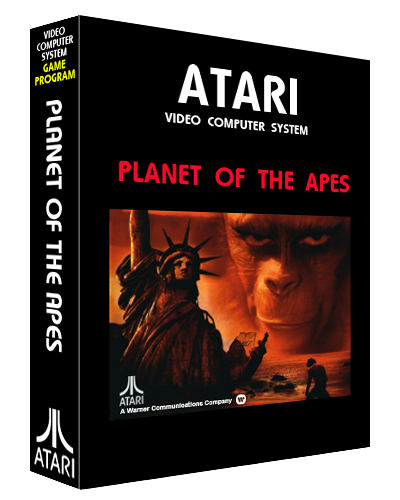 VIDEO
COMPUTER
SYSTEM
GAME
PROGRAM
PLANET OF THE APES
ATARI
ATARI
VIDEO COMPUTER SYSTEM
PLANET OF THE APES
ATARI
A Warner Communications Company